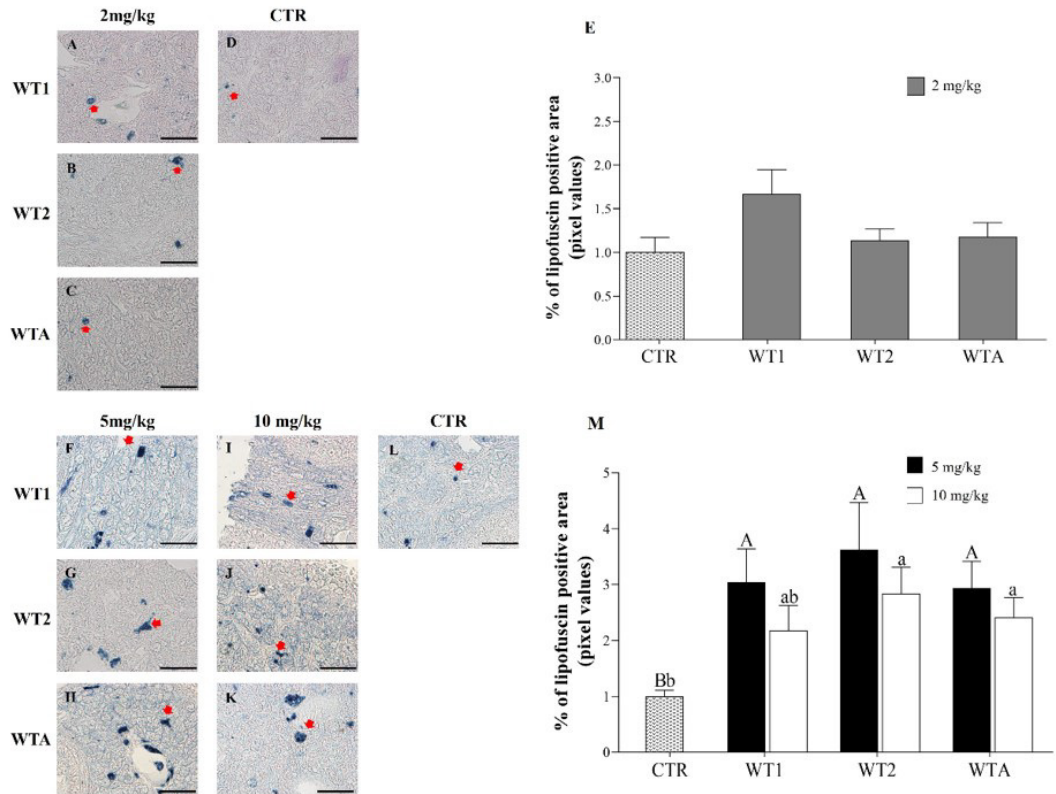 2mg/kg
CTR
WT1
A
D
WT2
B
WTA
C
E
% of lipofuscin positive area
(pixel values)
3.0
2.5
2.0
1.5
1.0
0.5
0.0
2 mg/kg
CTR
WT1
WT2
WTA
5mg/kg
10 mg/kg
CTR
WT1
F
I
L
WT2
G
J
WTA
H
K
M
% of lipofuscin positive area
(pixel values)
5
4
3
2
1
0
5 mg/kg
10 mg/kg
Bb
A
ab
A
a
A
a
CTR
WT1
WT2
WTA